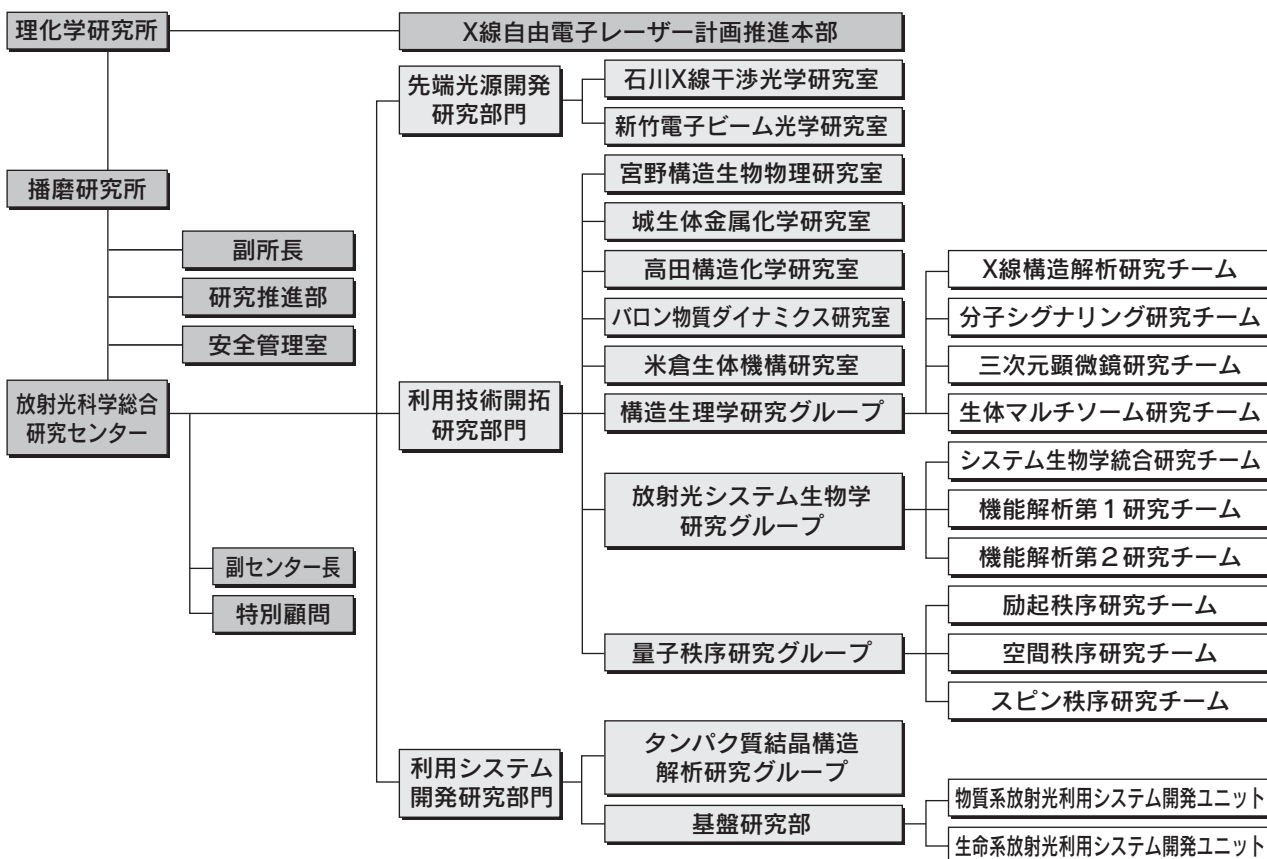 理化学研究所
X線自由電子レーザー計画推進本部
先端光源開発
研究部門
石川X線干渉光学研究室
新竹電子ビーム光学研究室
播磨研究所
副所長
研究推進部
安全管理室
放射光科学総合
研究センター
副センター長
特別顧問
利用技術開拓
研究部門
宮野構造生物物理研究室
城生体金属化学研究室
高田構造化学研究室
バロン物質ダイナミクス研究室
米倉生体機構研究室
構造生理学研究グループ
X線構造解析研究チーム
分子シグナリング研究チーム
三次元顕微鏡研究チーム
生体マルチソーム研究チーム
放射光システム生物学
研究グループ
システム生物学統合研究チーム
機能解析第1研究チーム
機能解析第2研究チーム
量子秩序研究グループ
励起秩序研究チーム
空間秩序研究チーム
スピン秩序研究チーム
利用システム
開発研究部門
タンパク質結晶構造
解析研究グループ
基盤研究部
物質系放射光利用システム開発ユニット
生命系放射光利用システム開発ユニット